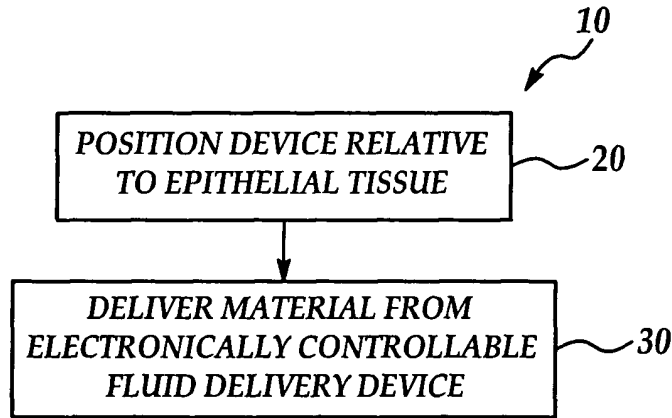 10
POSITION DEVICE RELATIVE
TO EPITHELIAL TISSUE
20
DELIVER MATERIAL FROM
ELECTRONICALLY CONTROLLABLE
FLUID DELIVERY DEVICE
30